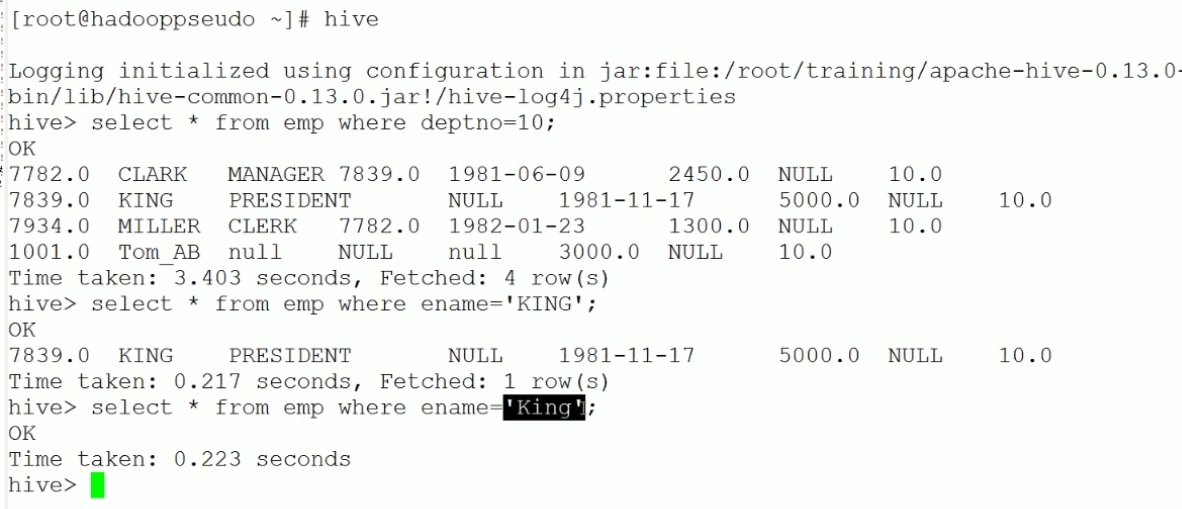 [root@hadooppseudo ~]# hive
Logging initialized using configuration in jar:file:/root/training/apache-hive-0.13.0-
bin/lib/hive-common-0.13.0.jar!/hive-log4j.properties
hive> select * from emp where deptno=10;
OK
7782.0  CLARK   MANAGER 7839.0  1981-06-09      2450.0  NULL    10.0
7839.0  KING    PRESIDENT       NULL    1981-11-17      5000.0  NULL    10.0
7934.0  MILLER  CLERK   7782.0  1982-01-23      1300.0  NULL    10.0
1001.0  Tom_AB  null    NULL    null    3000.0  NULL    10.0
Time taken: 3.403 seconds, Fetched: 4 row(s)
hive> select * from emp where ename='KING';
OK
7839.0  KING    PRESIDENT       NULL    1981-11-17      5000.0  NULL    10.0
Time taken: 0.217 seconds, Fetched: 1 row(s)
hive> select * from emp where ename='King';
OK
Time taken: 0.223 seconds
hive>